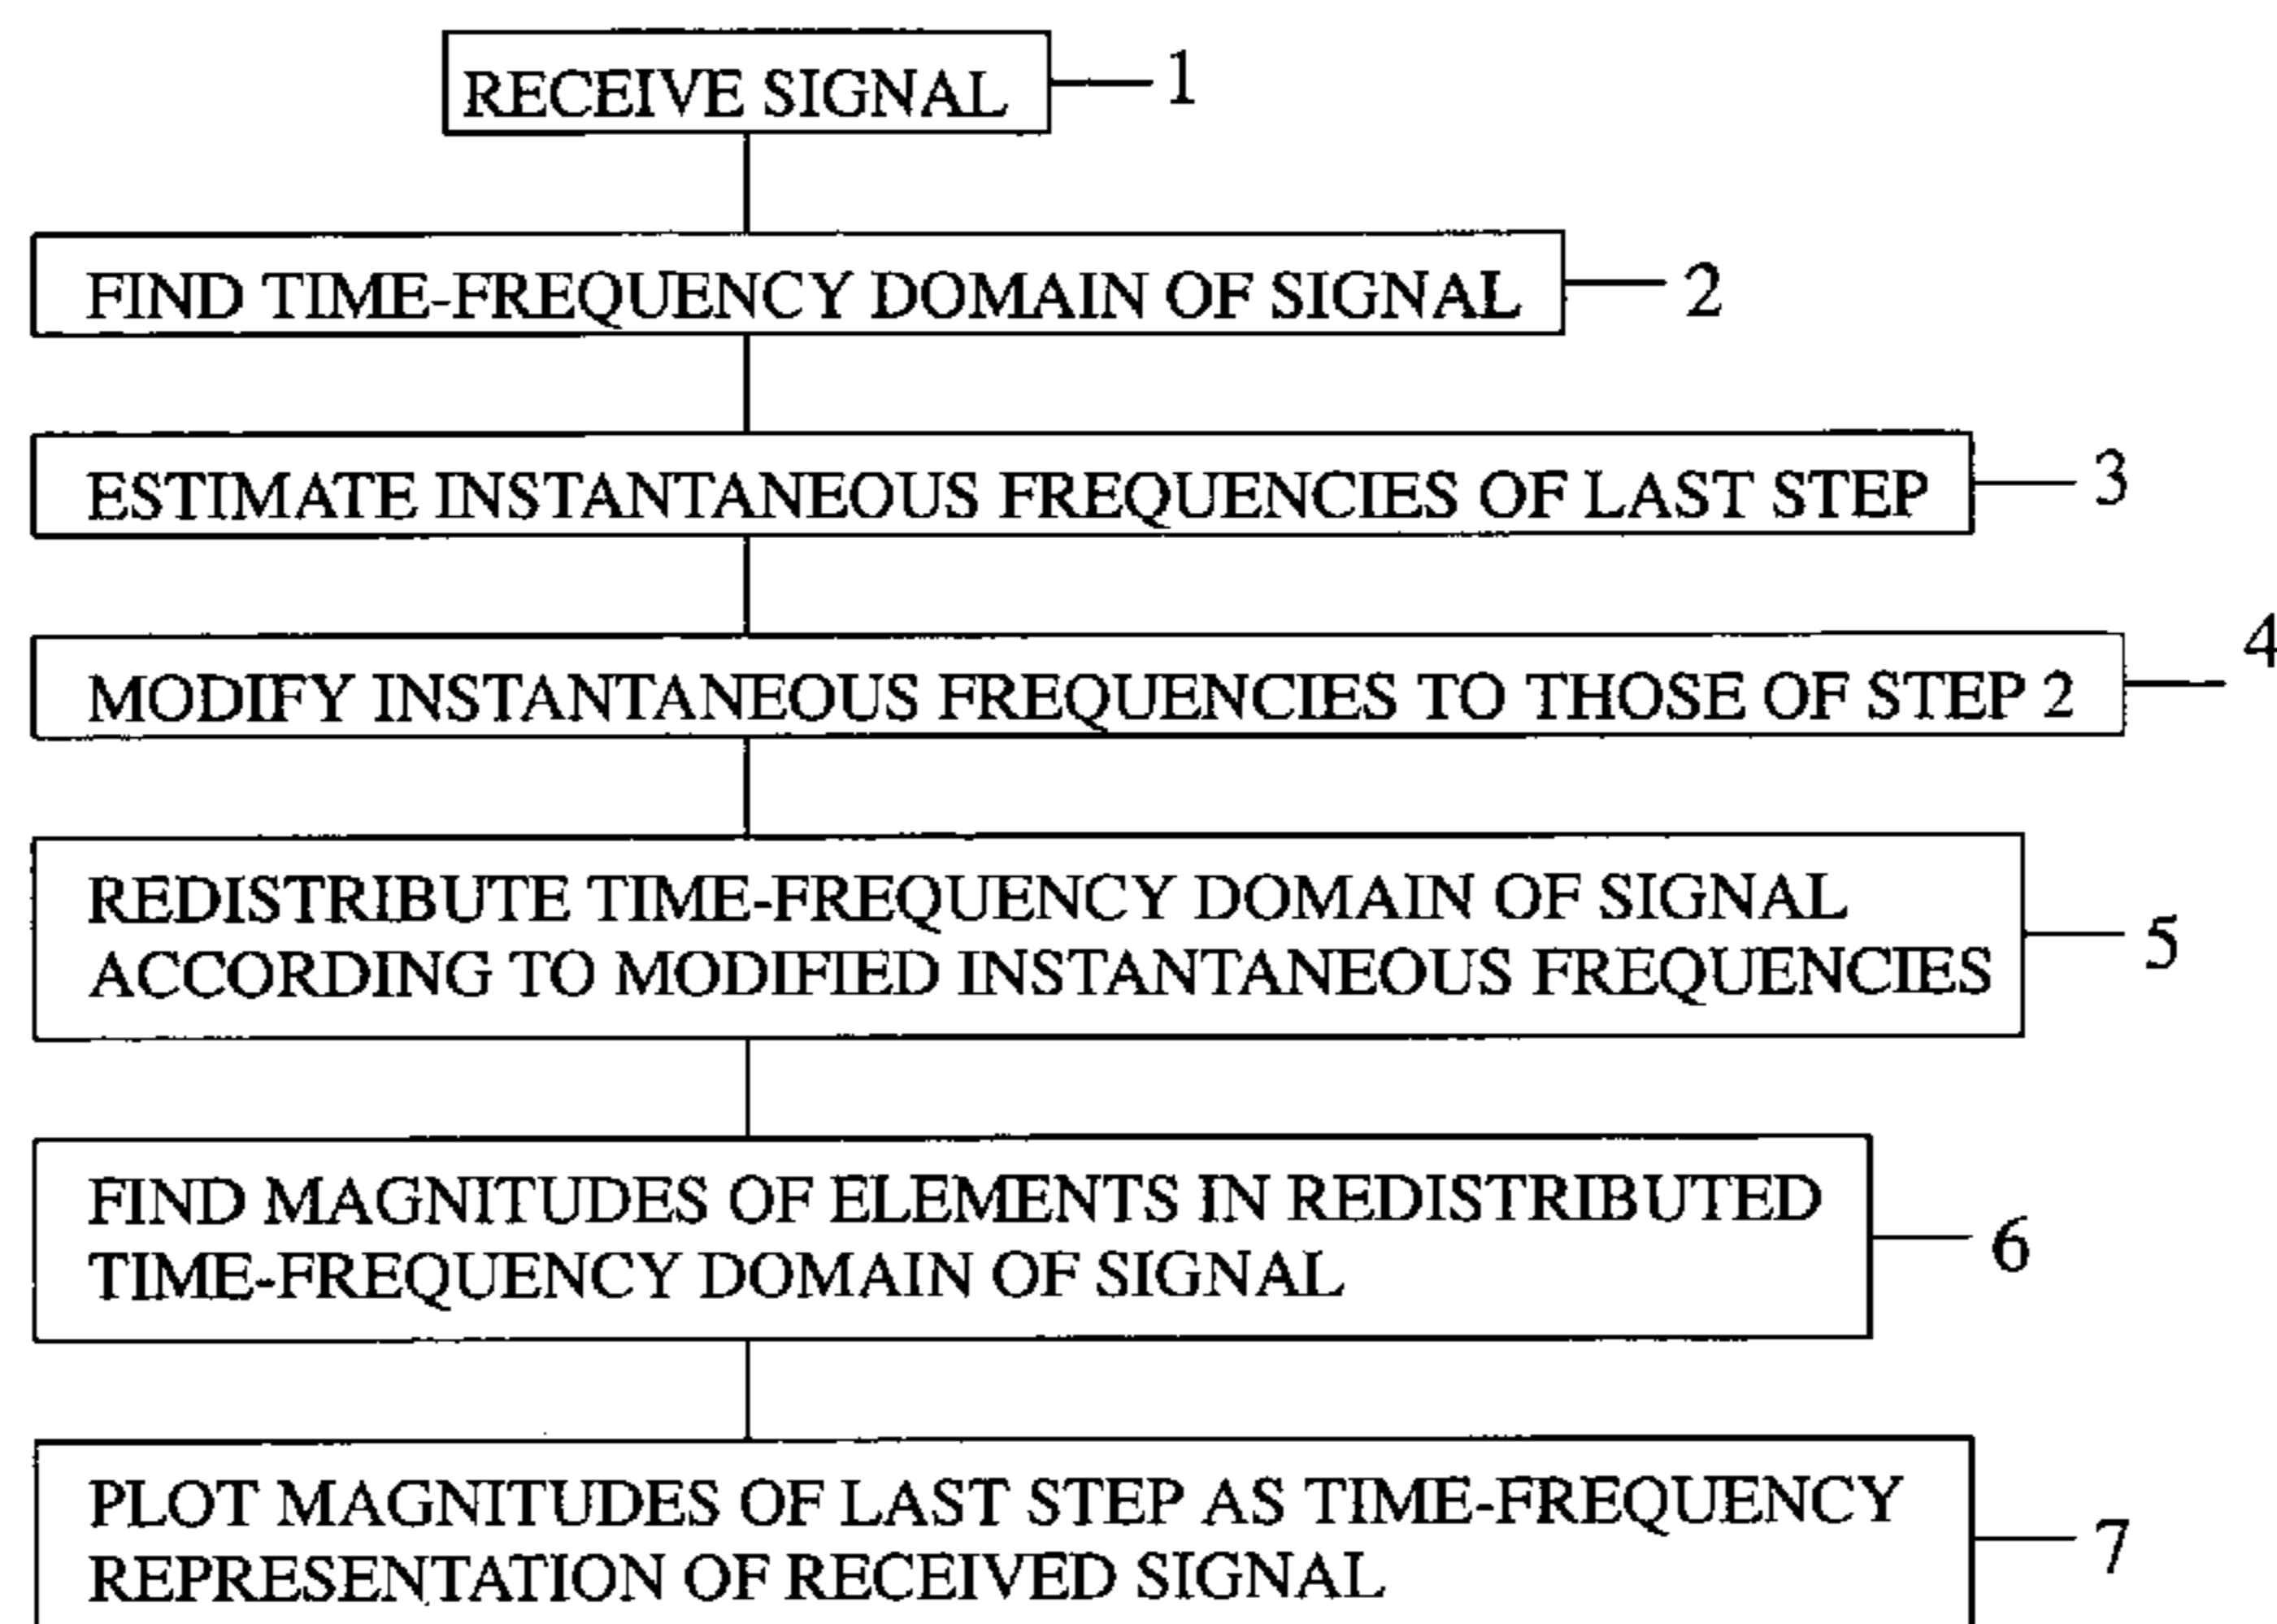 RECEIVE SIGNAL 1
FIND TIME-FREQUENCY DOMAIN OF SIGNAL 2
ESTIMATE INSTANTANEOUS FREQUENCIES OF LAST STEP 3
MODIFY INSTANTANEOUS FREQUENCIES TO THOSE OF STEP 2 4
REDISTRIBUTE TIME-FREQUENCY DOMAIN OF SIGNAL
ACCORDING TO MODIFIED INSTANTANEOUS FREQUENCIES 5
FIND MAGNITUDES OF ELEMENTS IN REDISTRIBUTED
TIME-FREQUENCY DOMAIN OF SIGNAL 6
PLOT MAGNITUDES OF LAST STEP AS TIME-FREQUENCY
REPRESENTATION OF RECEIVED SIGNAL 7